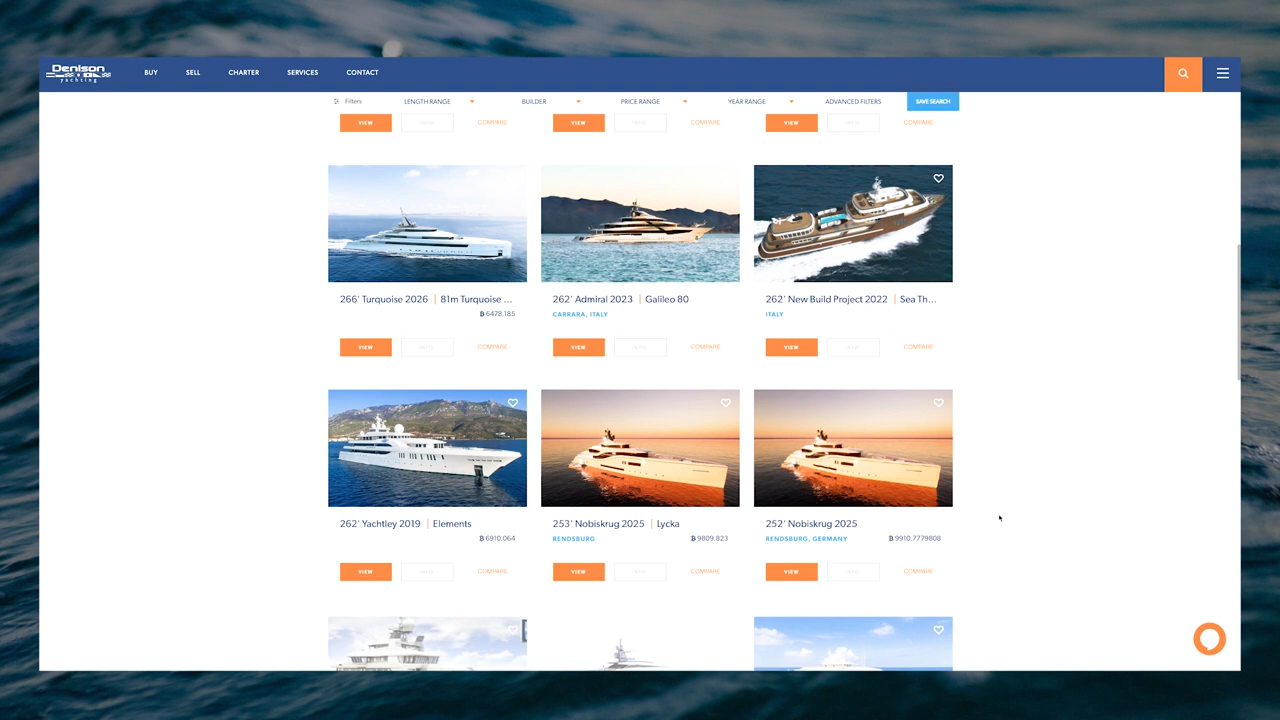 Denison
yachting
BUY SELL CHARTER SERVICES CONTACT
Filters LENGTH RANGE BUILDER PRICE RANGE YEAR RANGE ADVANCED FILTERS SAVE SEARCH
VIEW COMPARE VIEW COMPARE VIEW COMPARE
266' Turquoise 2026 | 81m Turquoise ...
₿ 6478.185
262' Admiral 2023 | Galileo 80
CARRARA, ITALY
262' New Build Project 2022 | Sea Th...
ITALY
VIEW COMPARE VIEW COMPARE VIEW COMPARE
262' Yachtley 2019 | Elements
₿ 6910.064
253' Nobiskrug 2025 | Lycka
RENDSBURG ₿ 9809.823
252' Nobiskrug 2025
RENDSBURG, GERMANY ₿ 9910.7779808
VIEW COMPARE VIEW COMPARE VIEW COMPARE